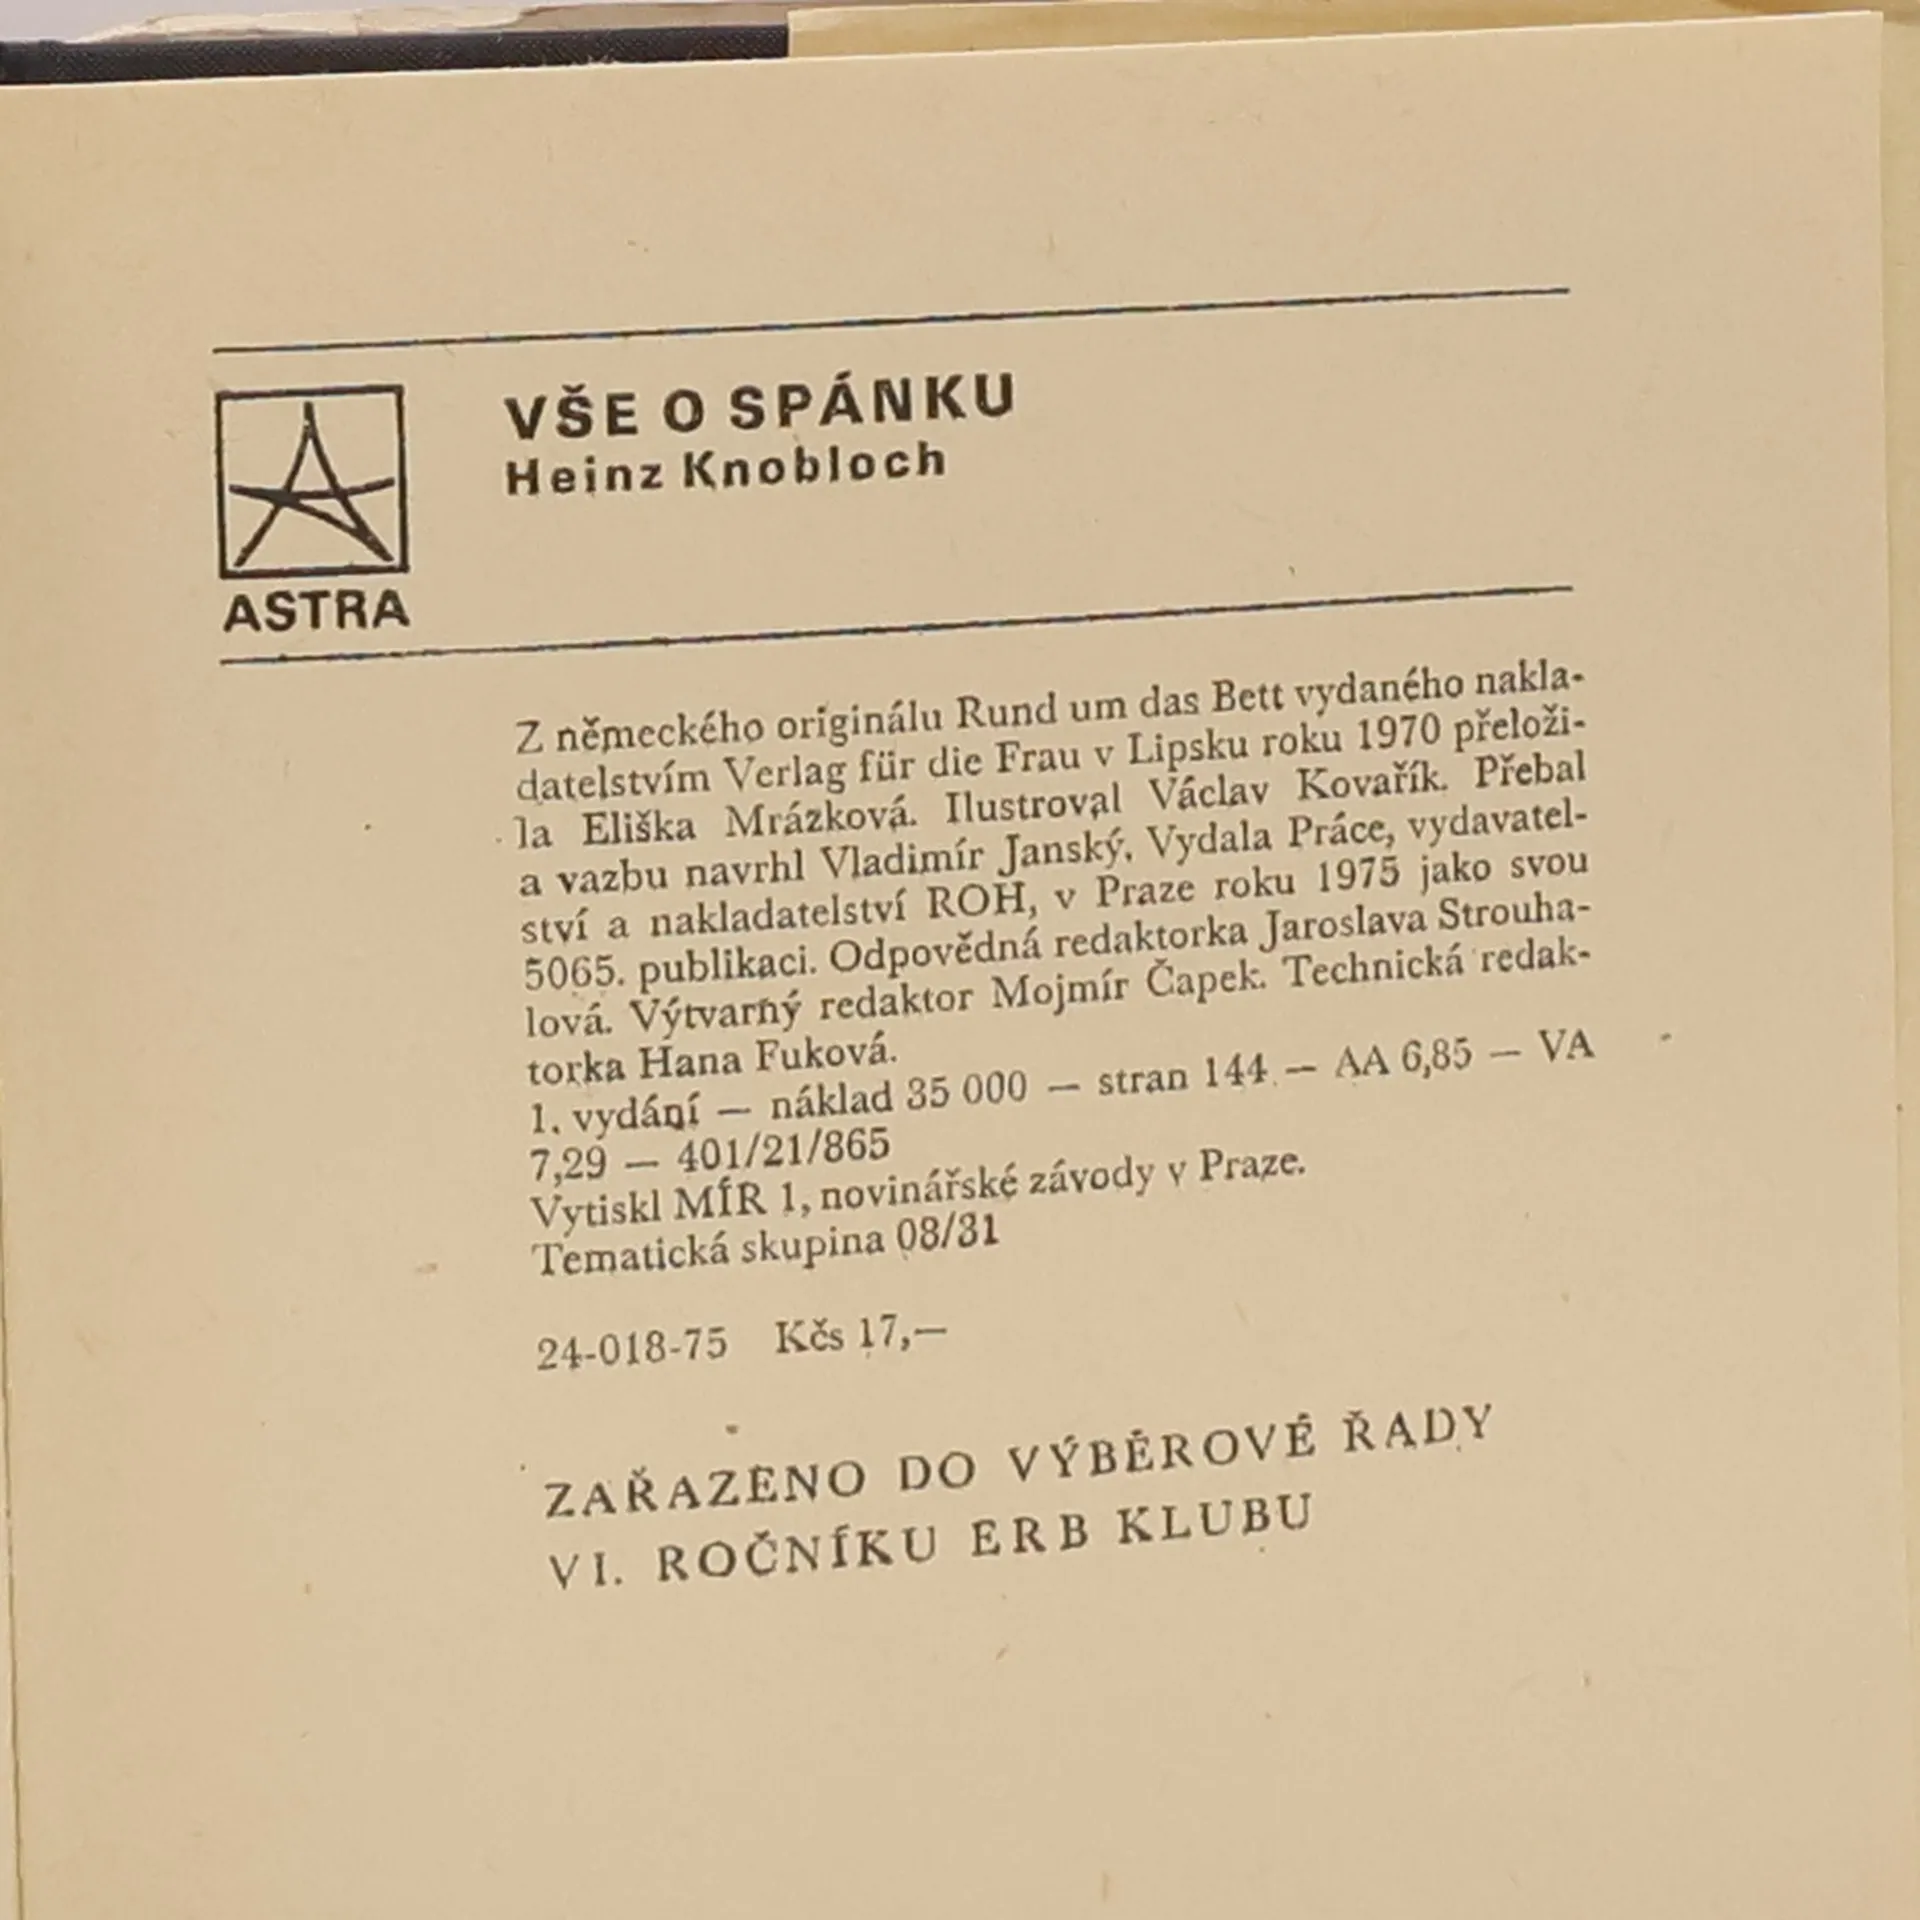 VŠE O SPÁNKU
Heinz Knobloch
ASTRA
Z německého originálu Rund um das Bett vydaného nakla-
datelstvím Verlag für die Frau v Lipsku roku 1970 přeloži-
la Eliška Mrázková. Ilustroval Václav Kovařík. Přebal
a vazbu navrhl Vladimír Janský. Vydala Práce, vydavatel-
ství a nakladatelství ROH, v Praze roku 1975 jako svou
5065. publikaci. Odpovědná redaktorka Jaroslava Strouha-
lová. Výtvarný redaktor Mojmír Čapek. Technická redak-
torka Hana Fuková.
1. vydání — náklad 35 000 — stran 144 — AA 6,85 — VA
7,29 — 401/21/865
Vytiskl MÍR 1, novinářské závody v Praze.
Tematická skupina 08/31
24-018-75 Kčs 17,—
ZAŘAZENO DO VÝBĚROVÉ ŘADY
VI. ROČNÍKU ERB KLUBU